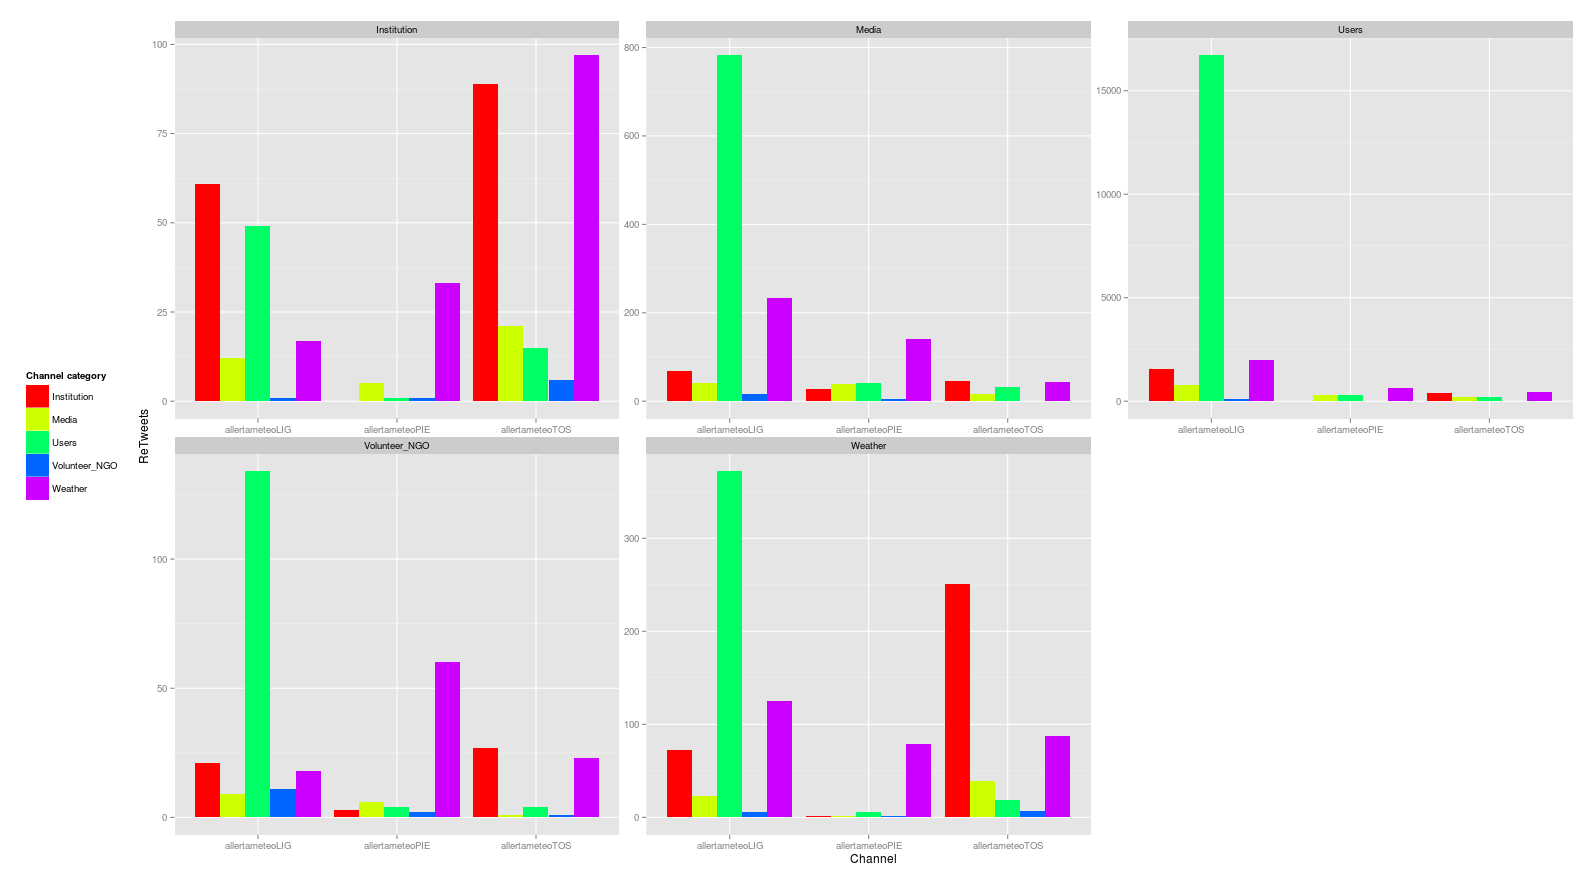 Institution
Media
Users
100
75
50
25
0
800
600
400
200
0
15000
10000
5000
0
allertameteoLIG
allertameteoPIE
allertameteoTOS
allertameteoLIG
allertameteoPIE
allertameteoTOS
allertameteoLIG
allertameteoPIE
allertameteoTOS
Channel category
Institution
Media
Users
Volunteer_NGO
Weather
ReTweets
Volunteer_NGO
Weather
100
50
0
300
200
100
0
allertameteoLIG
allertameteoPIE
allertameteoTOS
allertameteoLIG
allertameteoPIE
allertameteoTOS
Channel